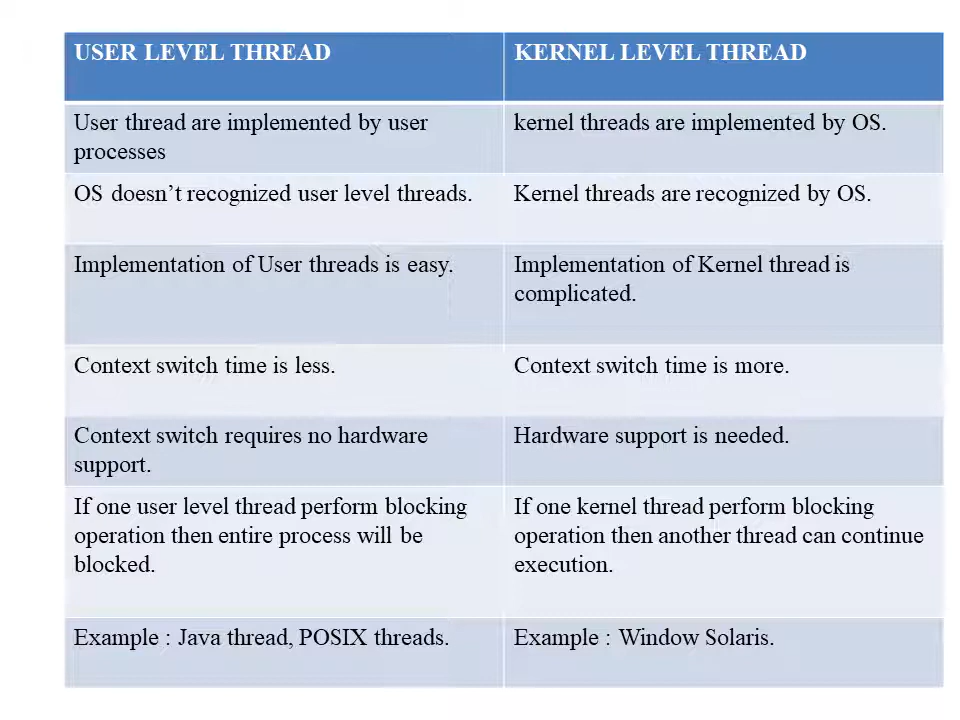 USER LEVEL THREAD
KERNEL LEVEL THREAD
User thread are implemented by user
processes
kernel threads are implemented by OS.
OS doesn’t recognized user level threads.
Kernel threads are recognized by OS.
Implementation of User threads is easy.
Implementation of Kernel thread is
complicated.
Context switch time is less.
Context switch time is more.
Context switch requires no hardware
support.
Hardware support is needed.
If one user level thread perform blocking
operation then entire process will be
blocked.
If one kernel thread perform blocking
operation then another thread can continue
execution.
Example : Java thread, POSIX threads.
Example : Window Solaris.